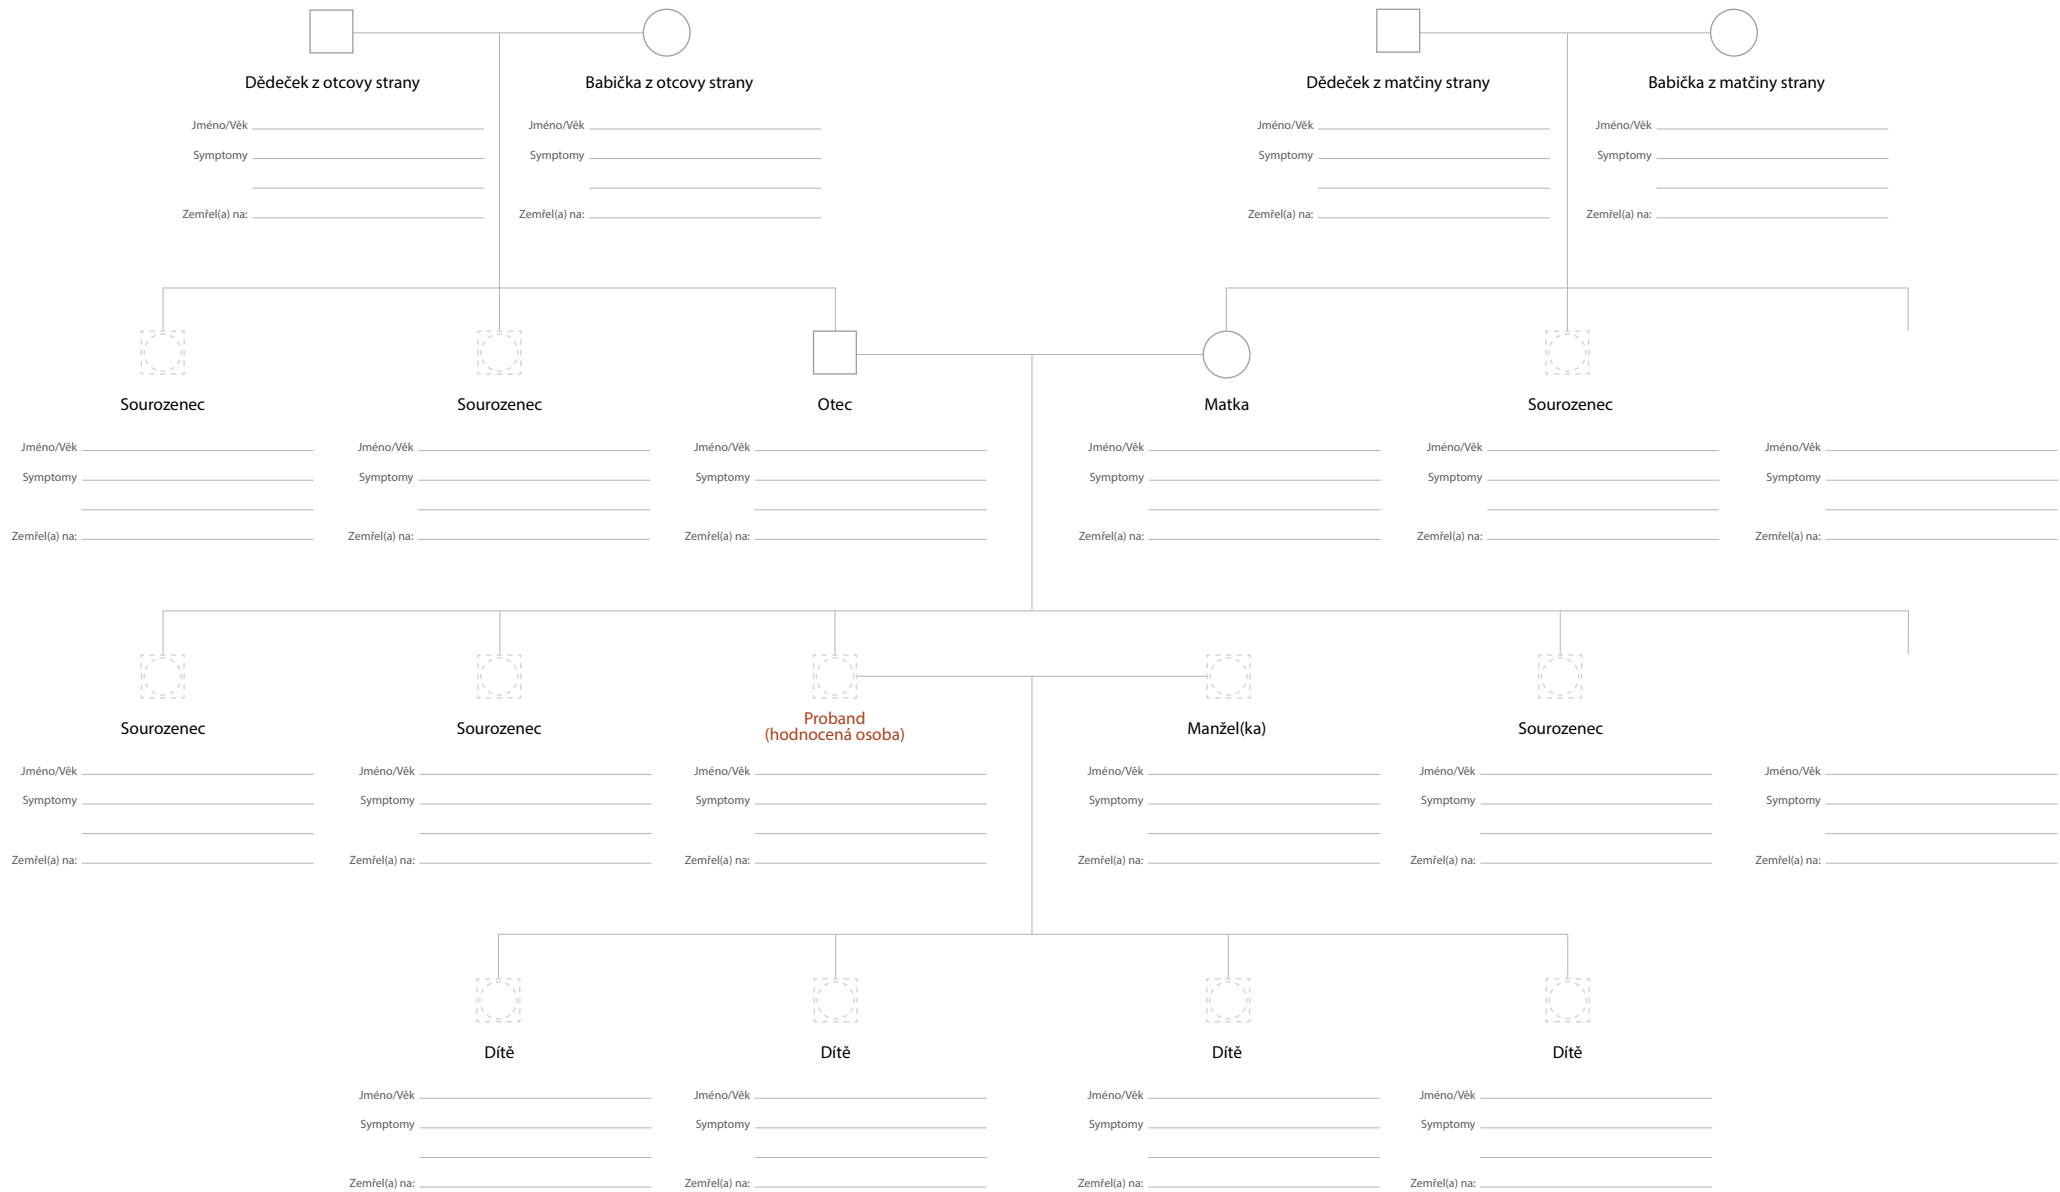 Dědeček z otcovy strany
Babička z otcovy strany
Dědeček z matčiny strany
Babička z matčiny strany
Jméno/Věk
Jméno/Věk
Jméno/Věk
Jméno/Věk
Symptomy
Symptomy
Symptomy
Symptomy
Zemřel(a) na:
Zemřel(a) na:
Zemřel(a) na:
Zemřel(a) na:
Sourozenec
Sourozenec
Otec
Matka
Sourozenec
Jméno/Věk
Jméno/Věk
Jméno/Věk
Jméno/Věk
Jméno/Věk
Jméno/Věk
Symptomy
Symptomy
Symptomy
Symptomy
Symptomy
Symptomy
Zemřel(a) na:
Zemřel(a) na:
Zemřel(a) na:
Zemřel(a) na:
Zemřel(a) na:
Zemřel(a) na:
Sourozenec
Sourozenec
Proband
(hodnocená osoba)
Manžel(ka)
Sourozenec
Jméno/Věk
Jméno/Věk
Jméno/Věk
Jméno/Věk
Jméno/Věk
Jméno/Věk
Symptomy
Symptomy
Symptomy
Symptomy
Symptomy
Symptomy
Zemřel(a) na:
Zemřel(a) na:
Zemřel(a) na:
Zemřel(a) na:
Zemřel(a) na:
Zemřel(a) na:
Dítě
Dítě
Dítě
Dítě
Jméno/Věk
Jméno/Věk
Jméno/Věk
Jméno/Věk
Symptomy
Symptomy
Symptomy
Symptomy
Zemřel(a) na:
Zemřel(a) na:
Zemřel(a) na:
Zemřel(a) na: